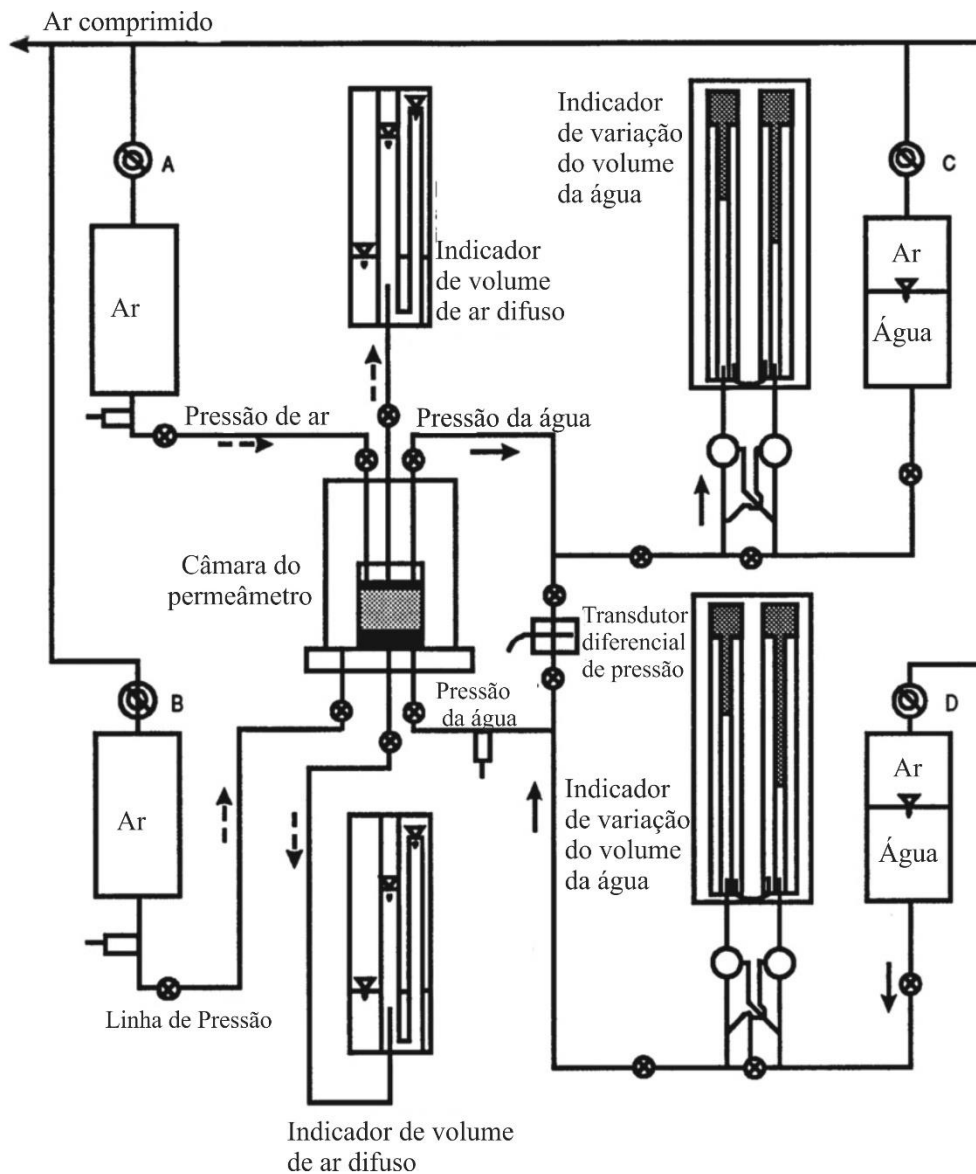 Ar comprimido
A
Ar
Indicador
de volume
de ar difuso
Indicador
de variação
do volume
da água
C
Ar
Água
Pressão de ar
Pressão da água
Câmara do
permeâmetro
Transdutor
diferencial
de pressão
B
Ar
Pressão
da água
Indicador
de variação
do volume
da água
D
Ar
Água
Linha de Pressão
Indicador de volume
de ar difuso